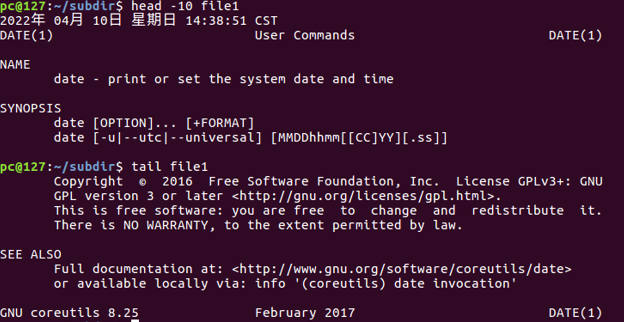 pc@127:~/subdir$ head -10 file1
2022年 04月 10日 星期日 14:38:51 CST
DATE(1) User Commands DATE(1)
NAME
date - print or set the system date and time
SYNOPSIS
date [OPTION]... [+FORMAT]
date [-u|--utc|--universal] [MMDDhhmm[[CC]YY][.ss]]
pc@127:~/subdir$ tail file1
Copyright © 2016 Free Software Foundation, Inc. License GPLv3+: GNU
GPL version 3 or later <http://gnu.org/licenses/gpl.html>.
This is free software: you are free to change and redistribute it.
There is NO WARRANTY, to the extent permitted by law.
SEE ALSO
Full documentation at: <http://www.gnu.org/software/coreutils/date>
or available locally via: info '(coreutils) date invocation'
GNU coreutils 8.25 February 2017 DATE(1)